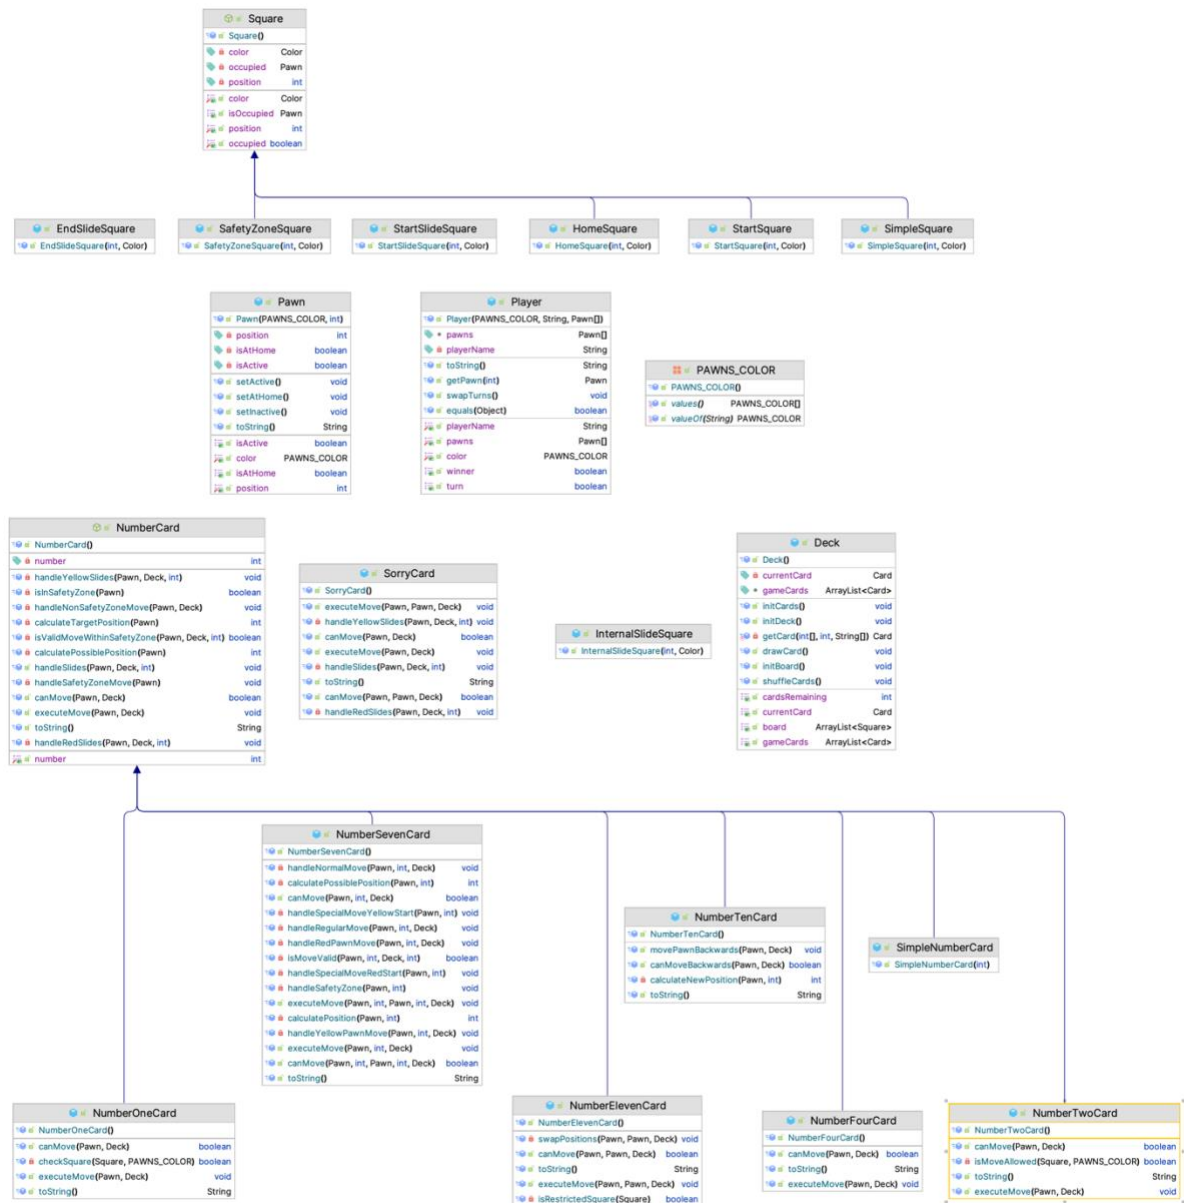 Square
Square()
color Color
occupied Pawn
position int
color Color
isOccupied Pawn
position int
occupied boolean
EndSlideSquare
EndSlideSquare(int, Color)
SafetyZoneSquare
SafetyZoneSquare(int, Color)
StartSlideSquare
StartSlideSquare(int, Color)
HomeSquare
HomeSquare(int, Color)
StartSquare
StartSquare(int, Color)
SimpleSquare
SimpleSquare(int, Color)
Pawn
Pawn(PAWNS_COLOR, int)
position int
isAtHome boolean
isActive boolean
setActive() void
setAtHome() void
setInactive() void
toString() String
isActive boolean
color PAWNS_COLOR
isAtHome boolean
position int
Player
Player(PAWNS_COLOR, String, Pawn[])
pawns Pawn[]
playerName String
toString() String
getPawn(int) Pawn
swapTurns() void
equals(Object) boolean
playerName String
pawns Pawn[]
color PAWNS_COLOR
winner boolean
turn boolean
PAWNS_COLOR
PAWNS_COLOR()
values() PAWNS_COLOR[]
valueOf(String) PAWNS_COLOR
NumberCard
NumberCard()
number int
handleYellowSlides(Pawn, Deck, int) void
isInSafetyZone(Pawn) boolean
handleNonSafetyZoneMove(Pawn, Deck) void
calculateTargetPosition(Pawn) int
isValidMoveWithinSafetyZone(Pawn, Deck, int) boolean
calculatePossiblePosition(Pawn) int
handleSlides(Pawn, Deck, int) void
handleSafetyZoneMove(Pawn) void
canMove(Pawn, Deck) boolean
executeMove(Pawn, Deck) void
toString() String
handleRedSlides(Pawn, Deck, int) void
number int
SorryCard
SorryCard()
executeMove(Pawn, Pawn, Deck) void
handleYellowSlides(Pawn, Deck, int) void
canMove(Pawn, Deck) boolean
executeMove(Pawn, Deck) void
handleSlides(Pawn, Deck, int) void
toString() String
canMove(Pawn, Pawn, Deck) boolean
handleRedSlides(Pawn, Deck, int) void
InternalSlideSquare
InternalSlideSquare(int, Color)
Deck
Deck()
currentCard Card
gameCards ArrayList<Card>
initCards() void
initDeck() void
getCard(int[], int, String[]) Card
drawCard() void
initBoard() void
shuffleCards() void
cardsRemaining int
currentCard Card
board ArrayList<Square>
gameCards ArrayList<Card>
NumberSevenCard
NumberSevenCard()
handleNormalMove(Pawn, int, Deck) void
calculatePossiblePosition(Pawn, int) int
canMove(Pawn, int, Deck) boolean
handleSpecialMoveYellowStart(Pawn, int) void
handleRegularMove(Pawn, int, Deck) void
handleRedPawnMove(Pawn, int, Deck) void
isMoveValid(Pawn, int, Deck, int) boolean
handleSpecialMoveRedStart(Pawn, int) void
handleSafetyZone(Pawn, int) void
executeMove(Pawn, int, Pawn, int, Deck) void
calculatePosition(Pawn, int) int
handleYellowPawnMove(Pawn, int, Deck) void
executeMove(Pawn, int, Deck) void
canMove(Pawn, int, Pawn, int, Deck) boolean
toString() String
NumberTenCard
NumberTenCard()
movePawnBackwards(Pawn, Deck) void
canMoveBackwards(Pawn, Deck) boolean
calculateNewPosition(Pawn, int) int
toString() String
SimpleNumberCard
SimpleNumberCard(int)
NumberOneCard
NumberOneCard()
canMove(Pawn, Deck) boolean
checkSquare(Square, PAWNS_COLOR) boolean
executeMove(Pawn, Deck) void
toString() String
NumberElevenCard
NumberElevenCard()
swapPositions(Pawn, Pawn, Deck) void
canMove(Pawn, Pawn, Deck) boolean
toString() String
executeMove(Pawn, Pawn, Deck) void
isRestrictedSquare(Square) boolean
NumberFourCard
NumberFourCard()
canMove(Pawn, Deck) boolean
toString() String
executeMove(Pawn, Deck) void
NumberTwoCard
NumberTwoCard()
canMove(Pawn, Deck) boolean
isMoveAllowed(Square, PAWNS_COLOR) boolean
toString() String
executeMove(Pawn, Deck) void